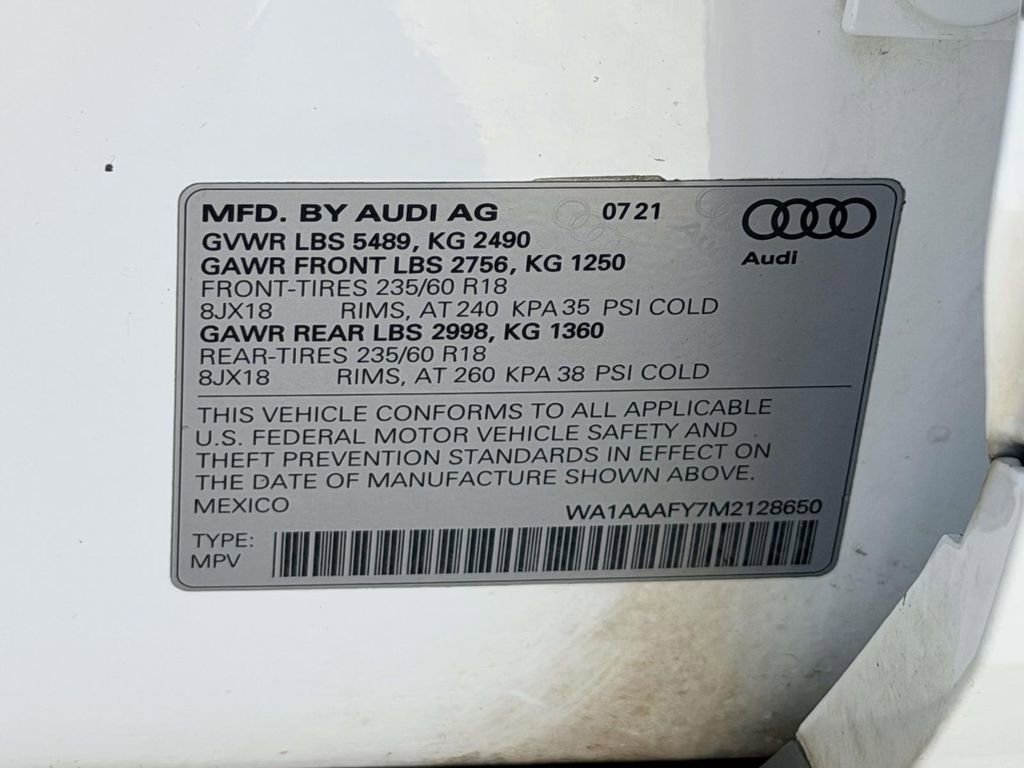 MFD. BY AUDI AG 07 21
Audi
GVWR LBS 5489, KG 2490
GAWR FRONT LBS 2756, KG 1250
FRONT-TIRES 235/60 R18
8JX18 RIMS, AT 240 KPA 35 PSI COLD
GAWR REAR LBS 2998, KG 1360
REAR-TIRES 235/60 R18
8JX18 RIMS, AT 260 KPA 38 PSI COLD
THIS VEHICLE CONFORMS TO ALL APPLICABLE
U.S. FEDERAL MOTOR VEHICLE SAFETY AND
THEFT PREVENTION STANDARDS IN EFFECT ON
THE DATE OF MANUFACTURE SHOWN ABOVE.
MEXICO WA1AAAFY7M2128650
TYPE:
MPV